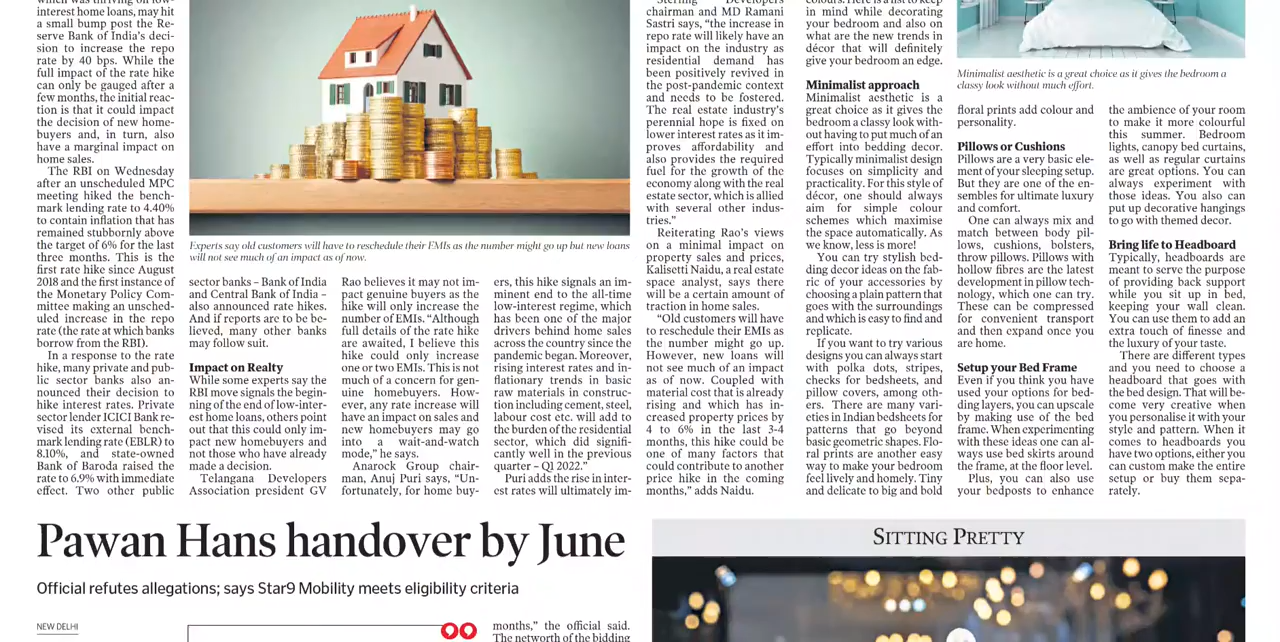 which was thriving on low-
interest home loans, may hit
a small bump post the Re-
serve Bank of India's deci-
sion to increase the repo
rate by 40 bps. While the
full impact of the rate hike
can only be gauged after a
few months, the initial reac-
tion is that it could impact
the decision of new home-
buyers and, in turn, also
have a marginal impact on
home sales.
The RBI on Wednesday
after an unscheduled MPC
meeting hiked the bench-
mark lending rate to 4.40%
to contain inflation that has
remained stubbornly above
the target of 6% for the last
three months. This is the
first rate hike since August
2018 and the first instance of
the Monetary Policy Com-
mittee making an unsched-
uled increase in the repo
rate (the rate at which banks
borrow from the RBI).
In a response to the rate
hike, many private and pub-
lic sector banks also an-
nounced their decision to
hike interest rates. Private
sector lender ICICI Bank re-
vised its external bench-
mark lending rate (EBLR) to
8.10%, and state-owned
Bank of Baroda raised the
rate to 6.9% with immediate
effect. Two other public
Experts say old customers will have to reschedule their EMIs as the number might go up but new loans
will not see much of an impact as of now.
sector banks – Bank of India
and Central Bank of India –
also announced rate hikes.
And if reports are to be be-
lieved, many other banks
may follow suit.
Impact on Realty
While some experts say the
RBI move signals the begin-
ning of the end of low-inter-
est home loans, others point
out that this could only im-
pact new homebuyers and
not those who have already
made a decision.
Telangana Developers
Association president GV
Rao believes it may not im-
pact genuine buyers as the
hike will only increase the
number of EMIs. "Although
full details of the rate hike
are awaited, I believe this
hike could only increase
one or two EMIs. This is not
much of a concern for gen-
uine homebuyers. How-
ever, any rate increase will
have an impact on sales and
new homebuyers may go
into a wait-and-watch
mode," he says.
Anarock Group chair-
man, Anuj Puri says, "Un-
fortunately, for home buy-
ers, this hike signals an im-
minent end to the all-time
low-interest regime, which
has been one of the major
drivers behind home sales
across the country since the
pandemic began. Moreover,
rising interest rates and in-
flationary trends in basic
raw materials in construc-
tion including cement, steel,
labour cost etc. will add to
the burden of the residential
sector, which did signifi-
cantly well in the previous
quarter – Q1 2022."
Puri adds the rise in inter-
est rates will ultimately im-
Sterling Developers
chairman and MD Ramani
Sastri says, "the increase in
repo rate will likely have an
impact on the industry as
residential demand has
been positively revived in
the post-pandemic context
and needs to be fostered.
The real estate industry's
perennial hope is fixed on
lower interest rates as it im-
proves affordability and
also provides the required
fuel for the growth of the
economy along with the real
estate sector, which is allied
with several other indus-
tries."
Reiterating Rao's views
on a minimal impact on
property sales and prices,
Kalisetti Naidu, a real estate
space analyst, says there
will be a certain amount of
traction in home sales.
"Old customers will have
to reschedule their EMIs as
the number might go up.
However, new loans will
not see much of an impact
as of now. Coupled with
material cost that is already
rising and which has in-
creased property prices by
4 to 6% in the last 3-4
months, this hike could be
one of many factors that
could contribute to another
price hike in the coming
months," adds Naidu.
colours. Here is a list to keep
in mind while decorating
your bedroom and also on
what are the new trends in
décor that will definitely
give your bedroom an edge.
Minimalist approach
Minimalist aesthetic is a
great choice as it gives the
bedroom a classy look with-
out having to put much of an
effort into bedding decor.
Typically minimalist design
focuses on simplicity and
practicality. For this style of
décor, one should always
aim for simple colour
schemes which maximise
the space automatically. As
we know, less is more!
You can try stylish bed-
ding decor ideas on the fab-
ric of your accessories by
choosing a plain pattern that
goes with the surroundings
and which is easy to find and
replicate.
If you want to try various
designs you can always start
with polka dots, stripes,
checks for bedsheets, and
pillow covers, among oth-
ers. There are many vari-
eties in Indian bedsheets for
patterns that go beyond
basic geometric shapes. Flo-
ral prints are another easy
way to make your bedroom
feel lively and homely. Tiny
and delicate to big and bold
Minimalist aesthetic is a great choice as it gives the bedroom a
classy look without much effort.
floral prints add colour and
personality.
Pillows or Cushions
Pillows are a very basic ele-
ment of your sleeping setup.
But they are one of the en-
sembles for ultimate luxury
and comfort.
One can always mix and
match between body pil-
lows, cushions, bolsters,
throw pillows. Pillows with
hollow fibres are the latest
development in pillow tech-
nology, which one can try.
These can be compressed
for convenient transport
and then expand once you
are home.
Setup your Bed Frame
Even if you think you have
used your options for bed-
ding layers, you can upscale
by making use of the bed
frame. When experimenting
with these ideas one can al-
ways use bed skirts around
the frame, at the floor level.
Plus, you can also use
your bedposts to enhance
the ambience of your room
to make it more colourful
this summer. Bedroom
lights, canopy bed curtains,
as well as regular curtains
are great options. You can
always experiment with
those ideas. You also can
put up decorative hangings
to go with themed decor.
Bring life to Headboard
Typically, headboards are
meant to serve the purpose
of providing back support
while you sit up in bed,
keeping your wall clean.
You can use them to add an
extra touch of finesse and
the luxury of your taste.
There are different types
and you need to choose a
headboard that goes with
the bed design. That will be-
come very creative when
you personalise it with your
style and pattern. When it
comes to headboards you
have two options, either you
can custom make the entire
setup or buy them sepa-
rately.
Pawan Hans handover by June
Official refutes allegations; says Star9 Mobility meets eligibility criteria
NEW DELHI
months," the official said.
The networth of the bidding
SITTING PRETTY